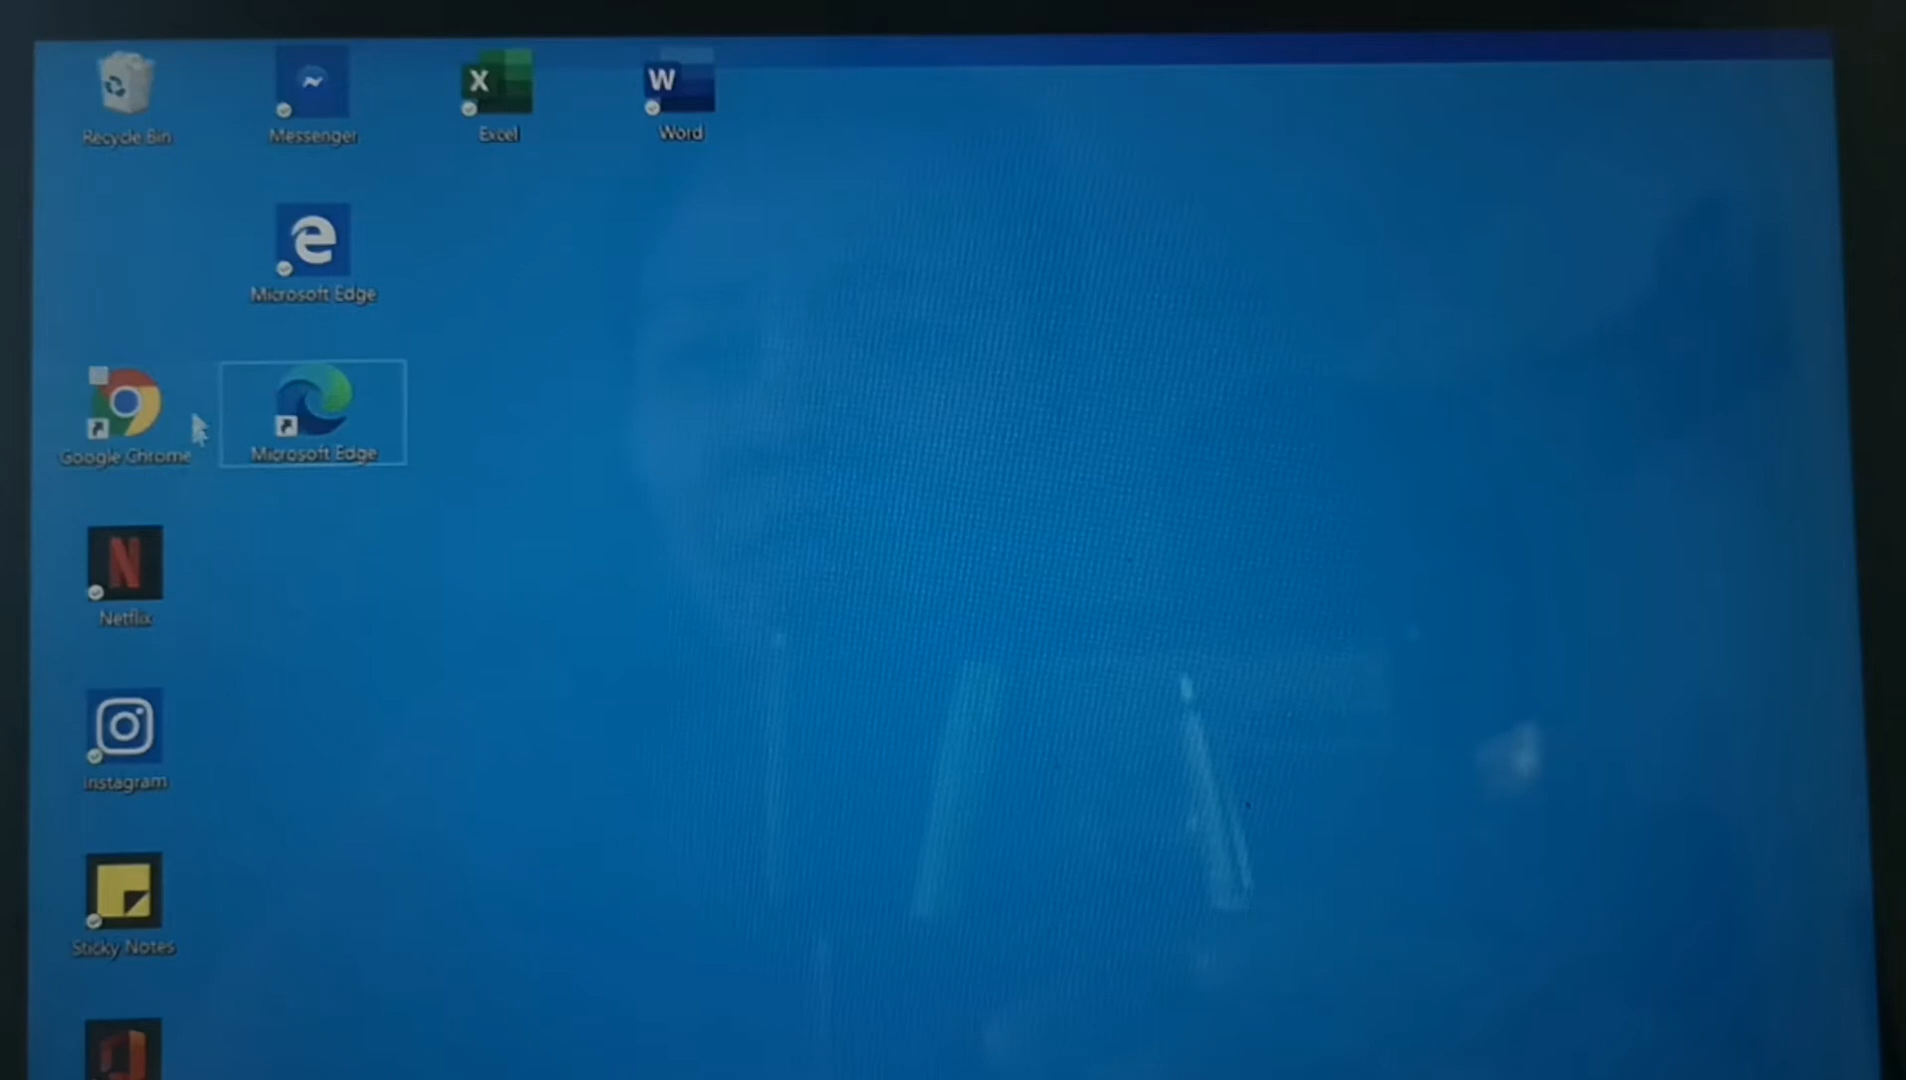 Recycle Bin
Messenger
X
Excel
W
Word
Microsoft Edge
Google Chrome
Microsoft Edge
N
Netflix
Instagram
Sticky Notes